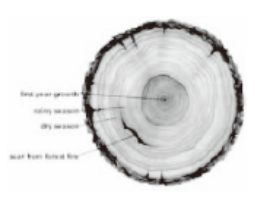 first year growth
rainy season
dry season
scar from forest fire